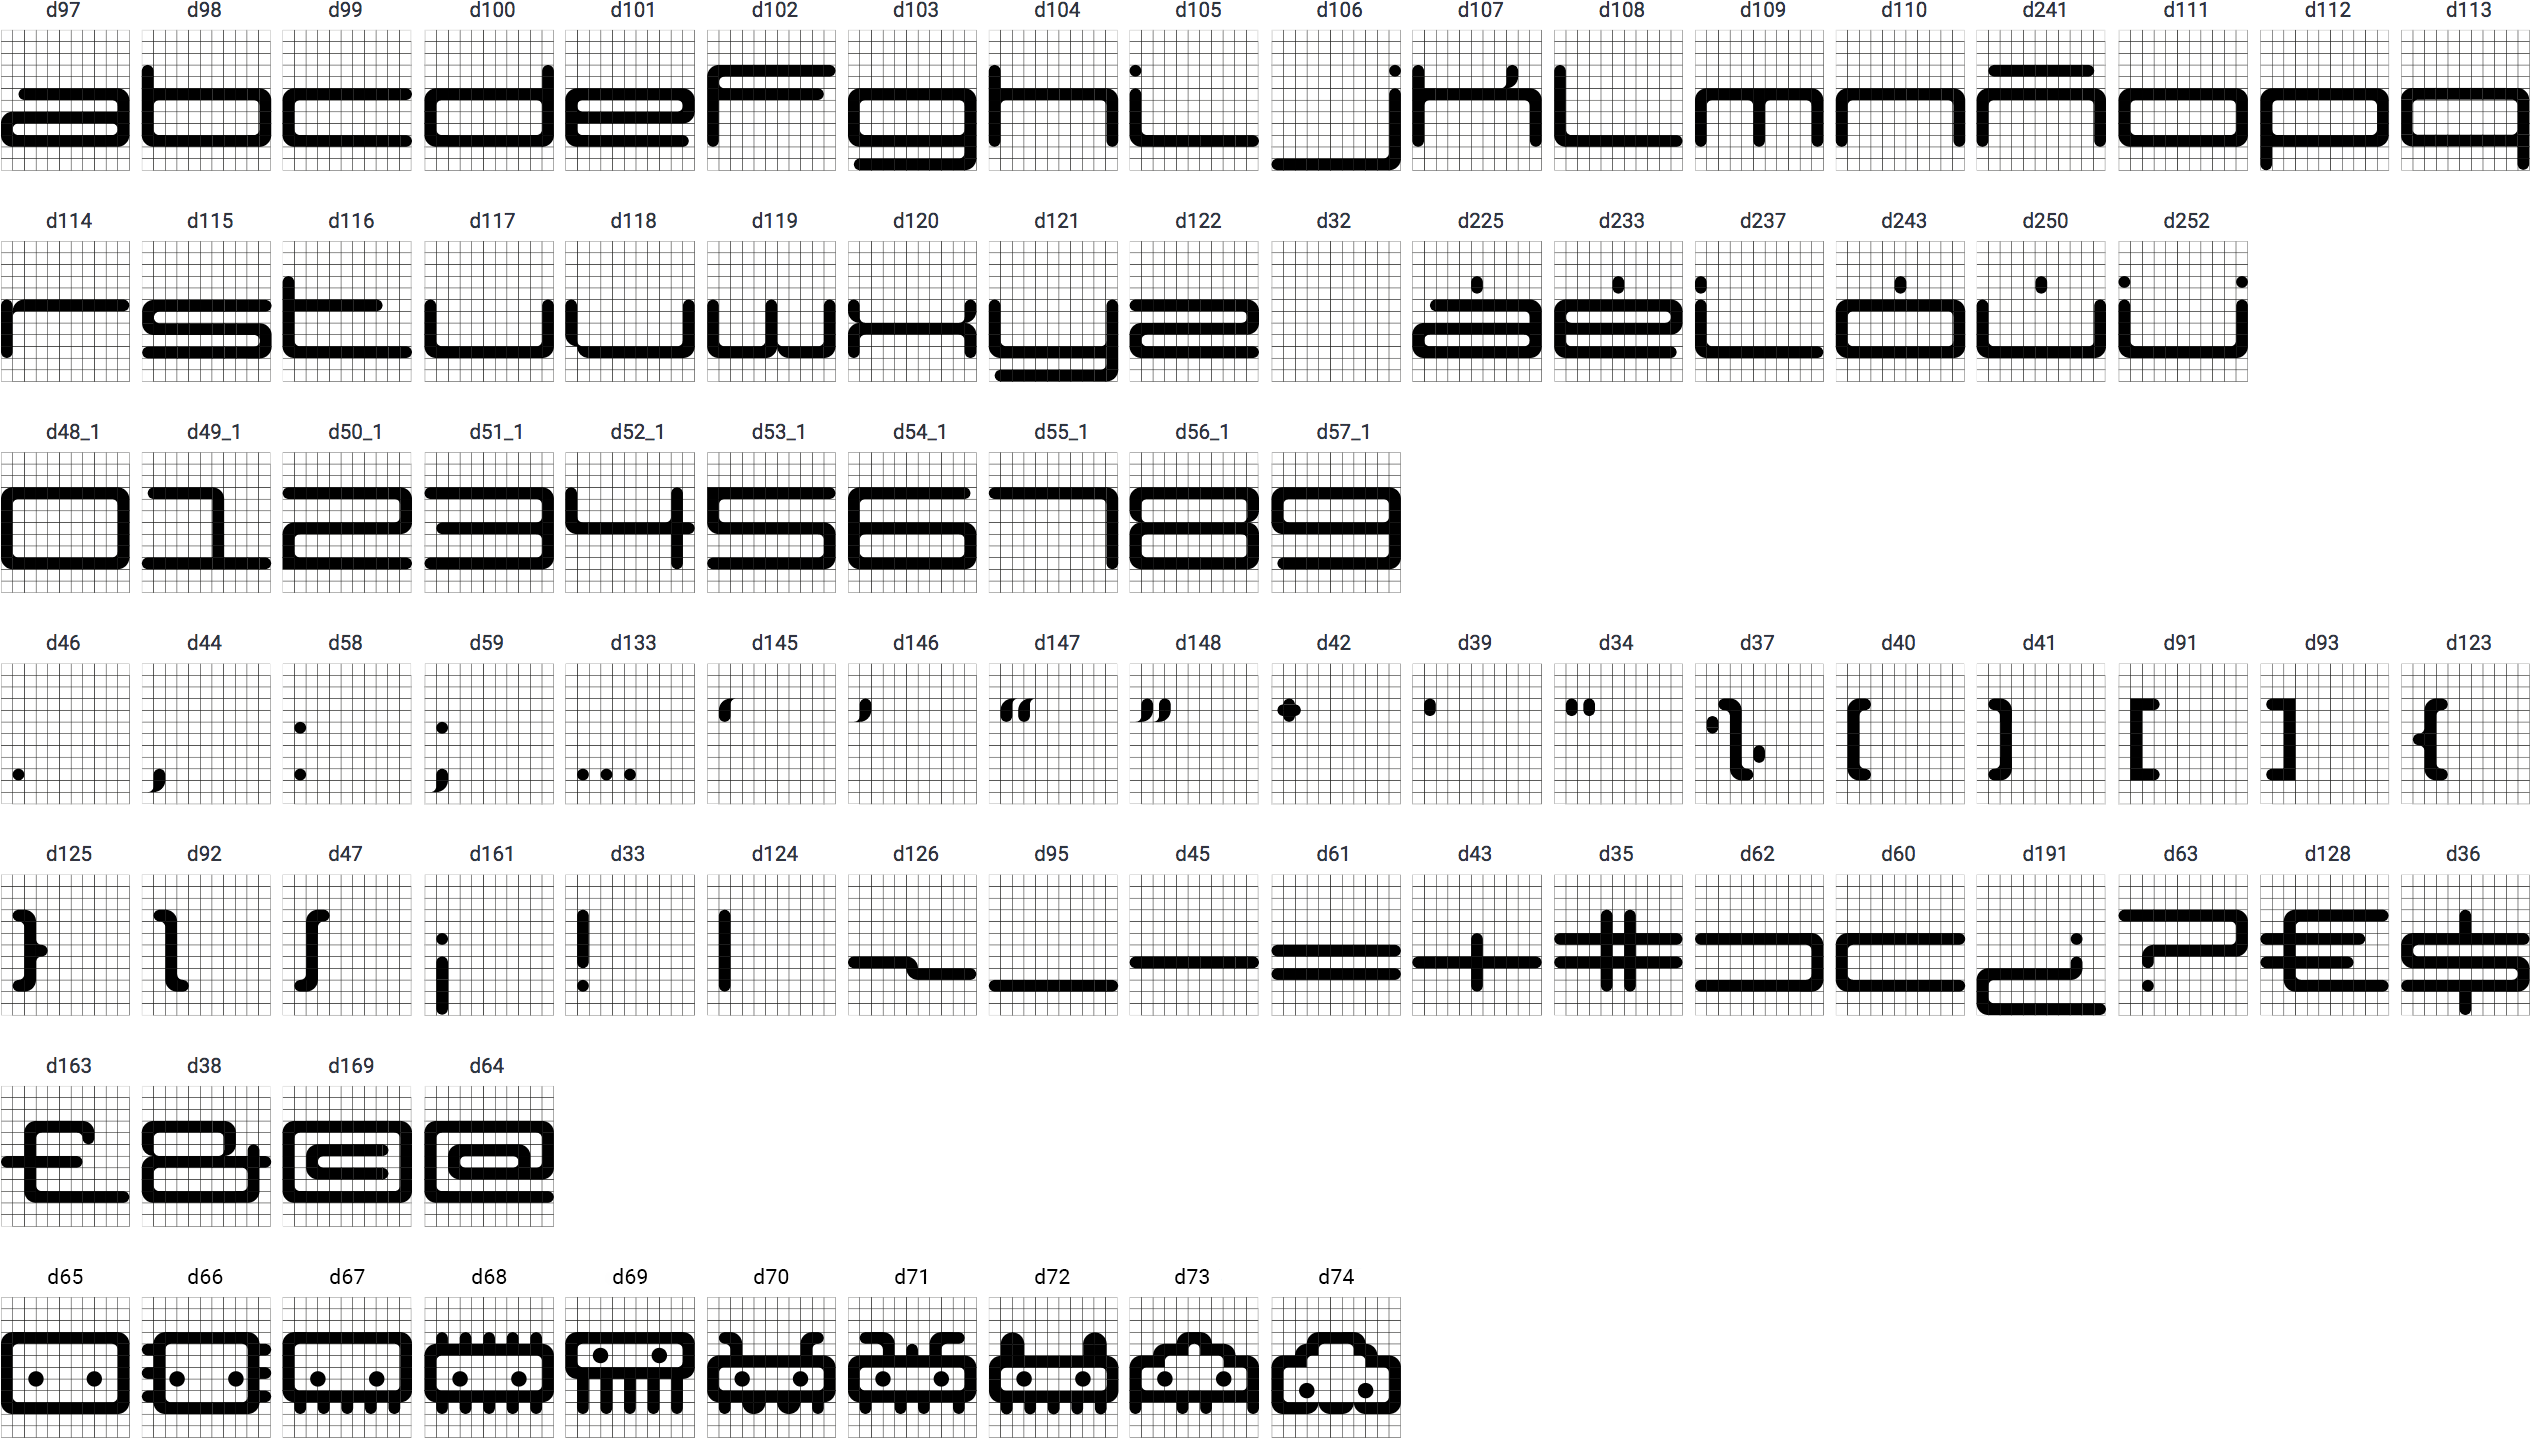 d97 d98 d99 d100 d101 d102 d103 d104 d105 d106 d107 d108 d109 d110 d241 d111 d112 d113
a b c d e f g h i j k l m n ñ o p q
d114 d115 d116 d117 d118 d119 d120 d121 d122 d32 d225 d233 d237 d243 d250 d252
r s t u v w x y z á é í ó ú ü
d48_1 d49_1 d50_1 d51_1 d52_1 d53_1 d54_1 d55_1 d56_1 d57_1
0 1 2 3 4 5 6 7 8 9
d46 d44 d58 d59 d133 d145 d146 d147 d148 d42 d39 d34 d37 d40 d41 d91 d93 d123
. , : ; … ‘ ’ “ ” * ' " % ( ) [ ] {
d125 d92 d47 d161 d33 d124 d126 d95 d45 d61 d43 d35 d62 d60 d191 d63 d128 d36
} \ / ¡ ! | ~ _ - = + # > < ¿ ? € $
d163 d38 d169 d64
£ & © @
d65 d66 d67 d68 d69 d70 d71 d72 d73 d74